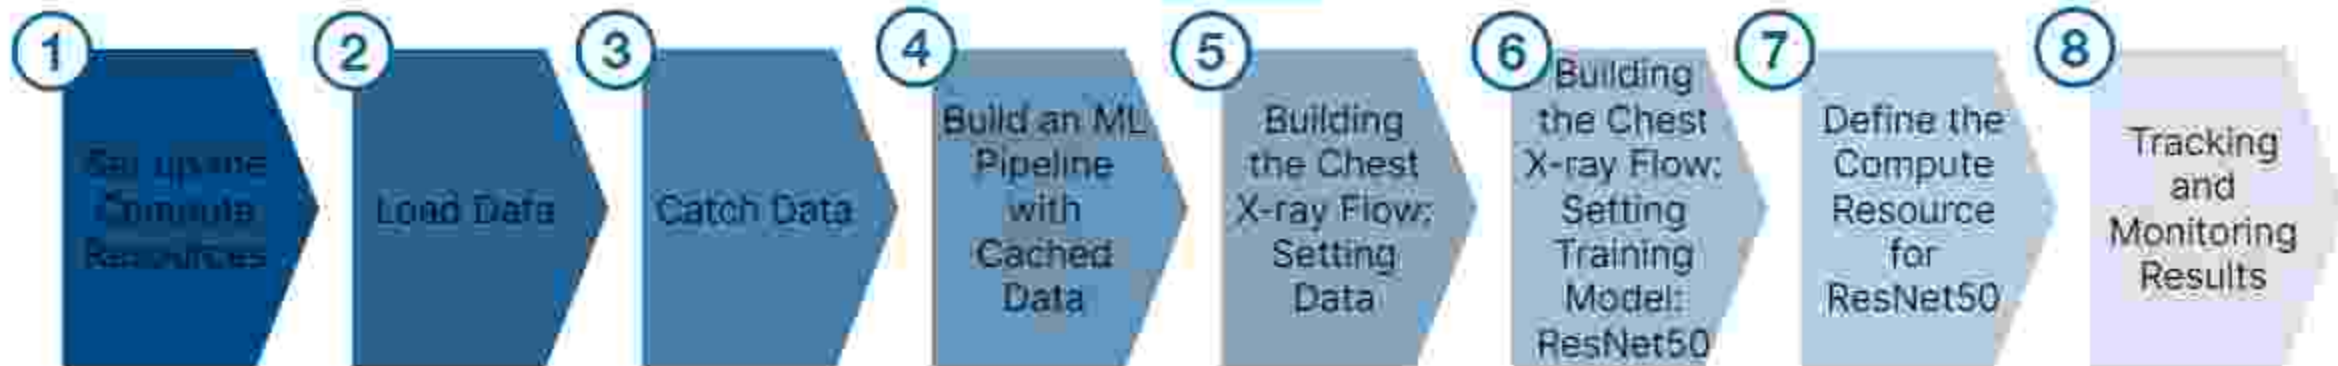 1
Set up the
Compute
Resources
2
Load Data
3
Catch Data
4
Build an ML
Pipeline
with
Cached
Data
5
Building
the Chest
X-ray Flow:
Setting
Data
6
Building
the Chest
X-ray Flow:
Setting
Training
Model:
ResNet50
7
Define the
Compute
Resource
for
ResNet50
8
Tracking
and
Monitoring
Results